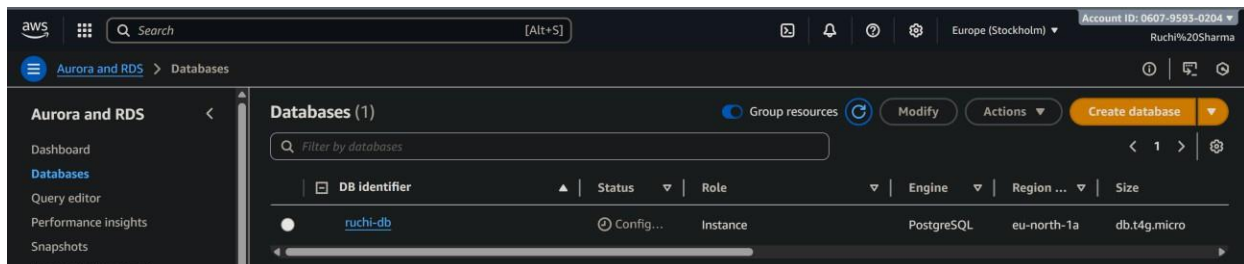 aws Search [Alt+S] Europe (Stockholm) Account ID: 0607-9593-0204
Ruchi%20Sharma
Aurora and RDS > Databases
Aurora and RDS
Dashboard
Databases
Query editor
Performance insights
Snapshots
Databases (1) Group resources Modify Actions Create database
Filter by databases
1
DB identifier Status Role Engine Region ... Size
ruchi-db Config... Instance PostgreSQL eu-north-1a db.t4g.micro